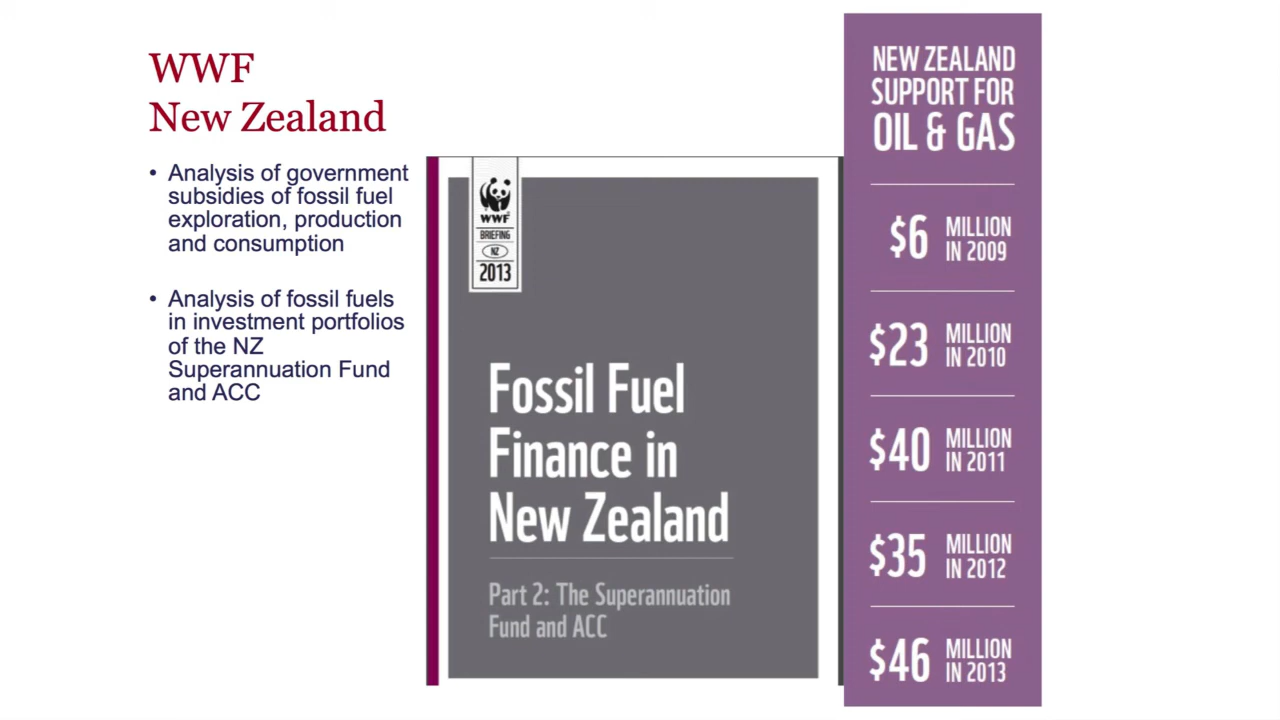 WWF
New Zealand
• Analysis of government
subsidies of fossil fuel
exploration, production
and consumption
• Analysis of fossil fuels
in investment portfolios
of the NZ
Superannuation Fund
and ACC
WWF
BRIEFING
NZ
2013
Fossil Fuel
Finance in
New Zealand
Part 2: The Superannuation
Fund and ACC
NEW ZEALAND
SUPPORT FOR
OIL & GAS
$6 MILLION
IN 2009
$23 MILLION
IN 2010
$40 MILLION
IN 2011
$35 MILLION
IN 2012
$46 MILLION
IN 2013